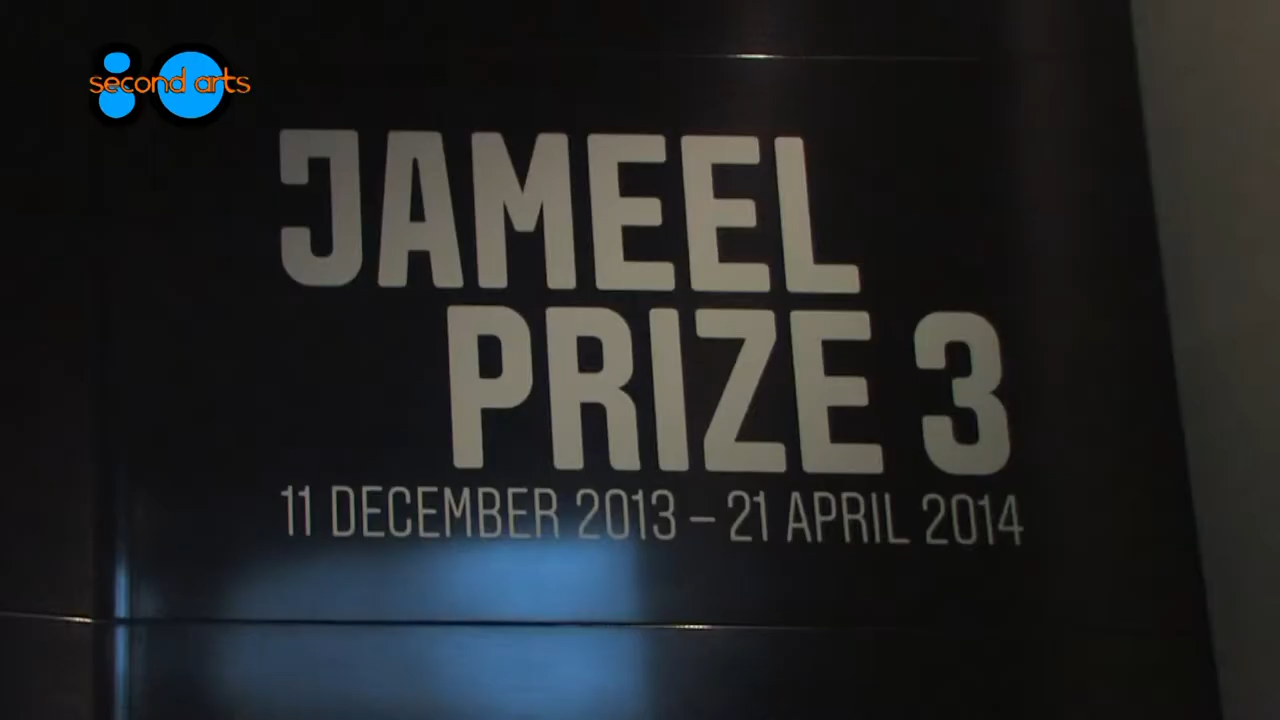 second arts
JAMEEL
PRIZE 3
11 DECEMBER 2013 – 21 APRIL 2014